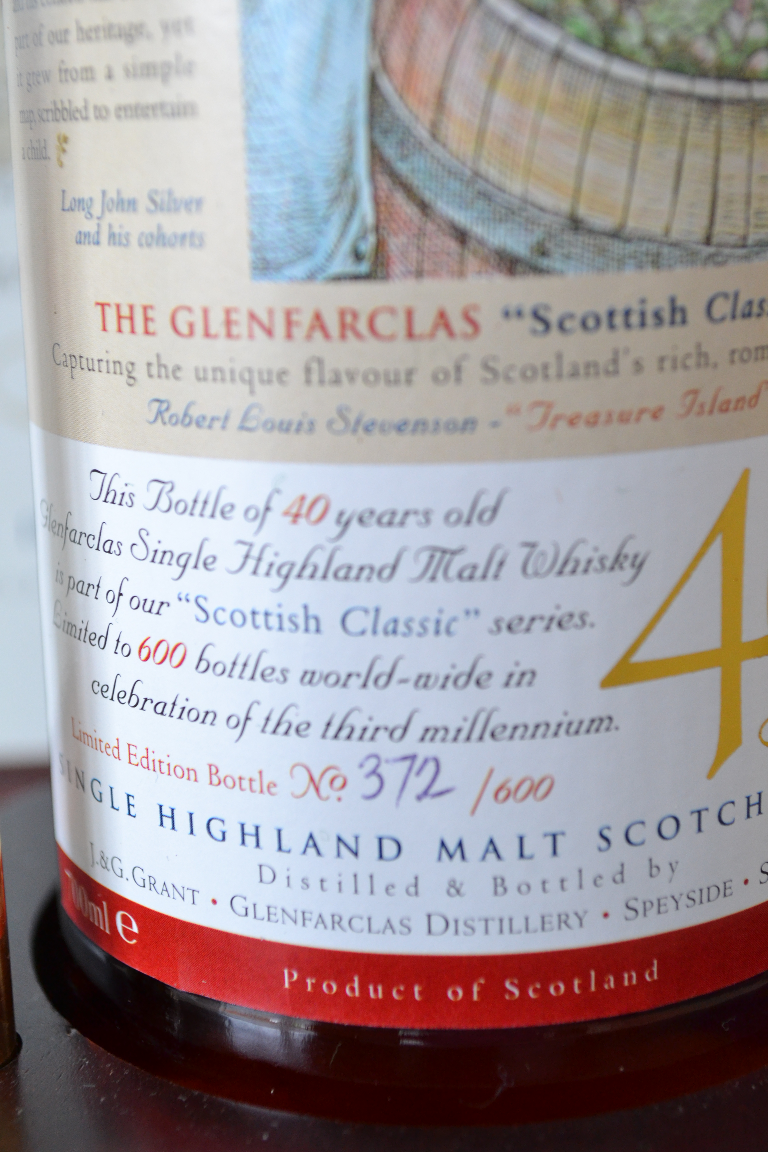 part of our heritage, yet
it grew from a simple
map, scribbled to entertain
a child.
Long John Silver
and his cohorts
THE GLENFARCLAS "Scottish Clas
Capturing the unique flavour of Scotland's rich, rom
Robert Louis Stevenson - "Treasure Island"
This Bottle of 40 years old
Glenfarclas Single Highland Malt Whisky
is part of our "Scottish Classic" series.
Limited to 600 bottles world-wide in
celebration of the third millennium.
4
Limited Edition Bottle No 372 /600
SINGLE HIGHLAND MALT SCOTCH
Distilled & Bottled by
J.&G. GRANT • GLENFARCLAS DISTILLERY • SPEYSIDE • S
700ml e
Product of Scotland